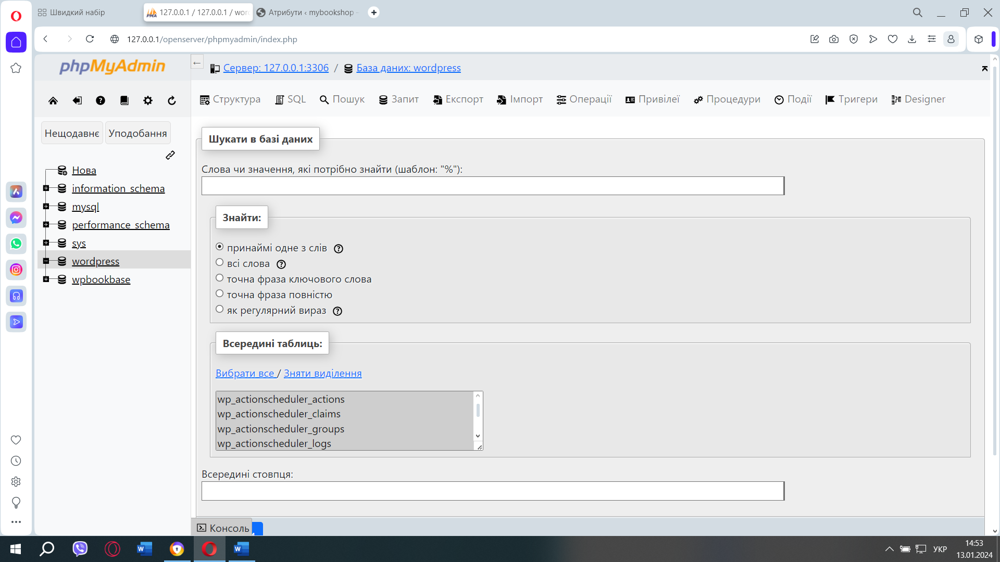 Швидкий набір
127.0.0.1 / 127.0.0.1 / wor
Атрибути ‹ mybookshop –
127.0.0.1/openserver/phpmyadmin/index.php
phpMyAdmin
Сервер: 127.0.0.1:3306 / База даних: wordpress
Структура SQL Пошук Запит Експорт Імпорт Операції Привілеї Процедури Події Тригери Designer
Нещодавнє Уподобання
Нова
information_schema
mysql
performance_schema
sys
wordpress
wpbookbase
Шукати в базі даних
Слова чи значення, які потрібно знайти (шаблон: "%"):
Знайти:
принаймі одне з слів
всі слова
точна фраза ключового слова
точна фраза повністю
як регулярний вираз
Всередині таблиць:
Вибрати все / Зняти виділення
wp_actionscheduler_actions
wp_actionscheduler_claims
wp_actionscheduler_groups
wp_actionscheduler_logs
Всередині стовпця:
Консоль
УКР
14:53
13.01.2024